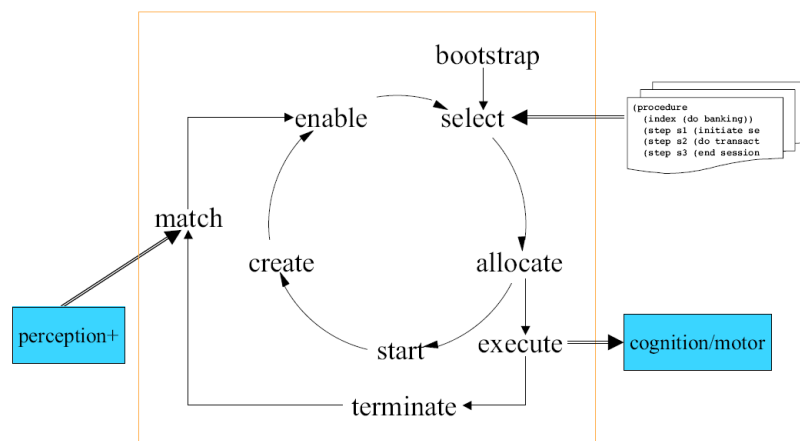 bootstrap
enable
select
(procedure
(index (do banking))
(step s1 (initiate se
(step s2 (do transact
(step s3 (end session
match
create
allocate
perception+
start
execute
cognition/motor
terminate